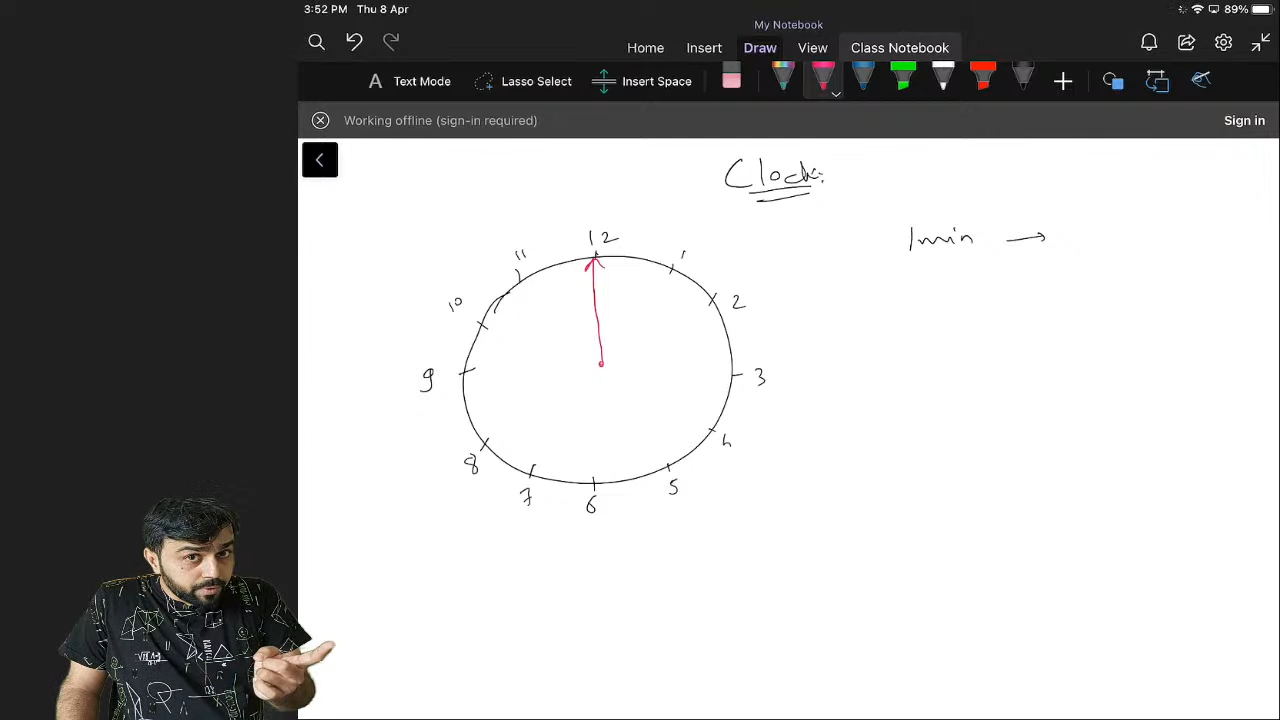 3:52 PM Thu 8 Apr
89%
My Notebook
Home Insert Draw View Class Notebook
A Text Mode Lasso Select Insert Space
Working offline (sign-in required) Sign in
Clock:
1min →
12
11
1
10
2
9
3
8
4
7
5
6